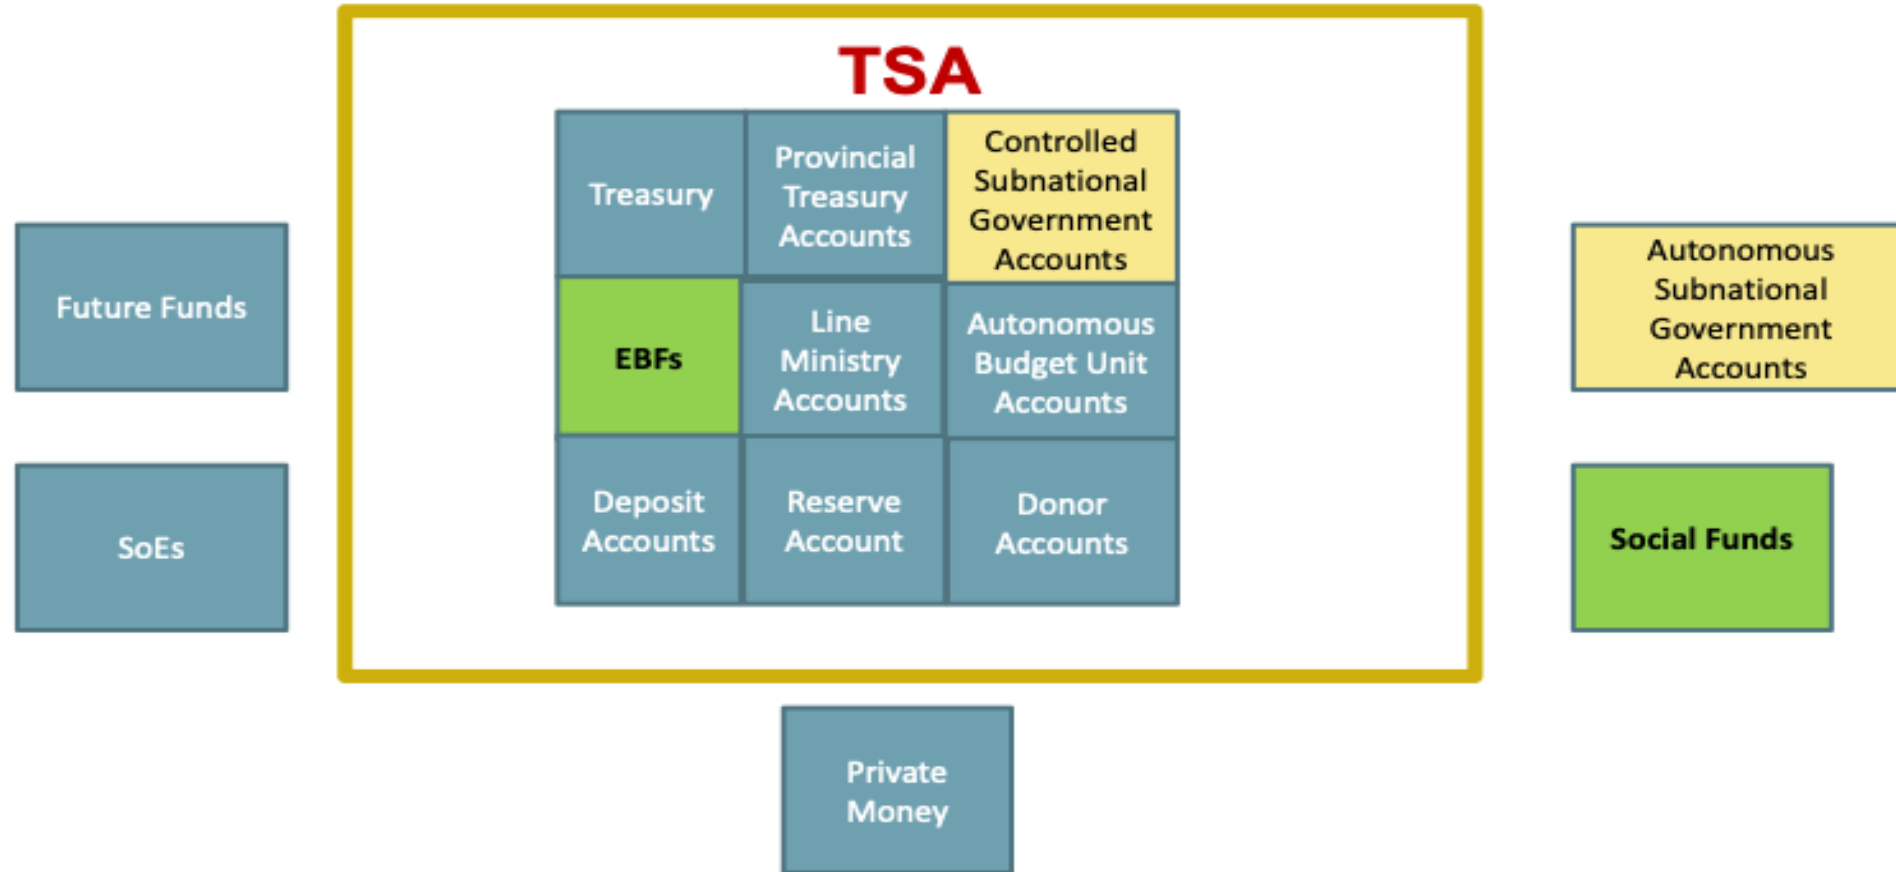 TSA
Treasury
Provincial
Treasury
Accounts
Controlled
Subnational
Government
Accounts
EBFs
Line
Ministry
Accounts
Autonomous
Budget Unit
Accounts
Deposit
Accounts
Reserve
Account
Donor
Accounts
Future Funds
SoEs
Autonomous
Subnational
Government
Accounts
Social Funds
Private
Money